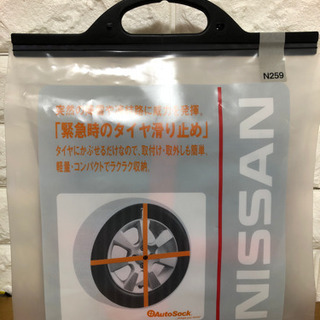 N259
「緊急時のタイヤ滑り止め」
タイヤにかぶせるだけなので、取付け・取外しも簡単。
軽量・コンパクトでラクラク収納。
AutoSock
NISSAN